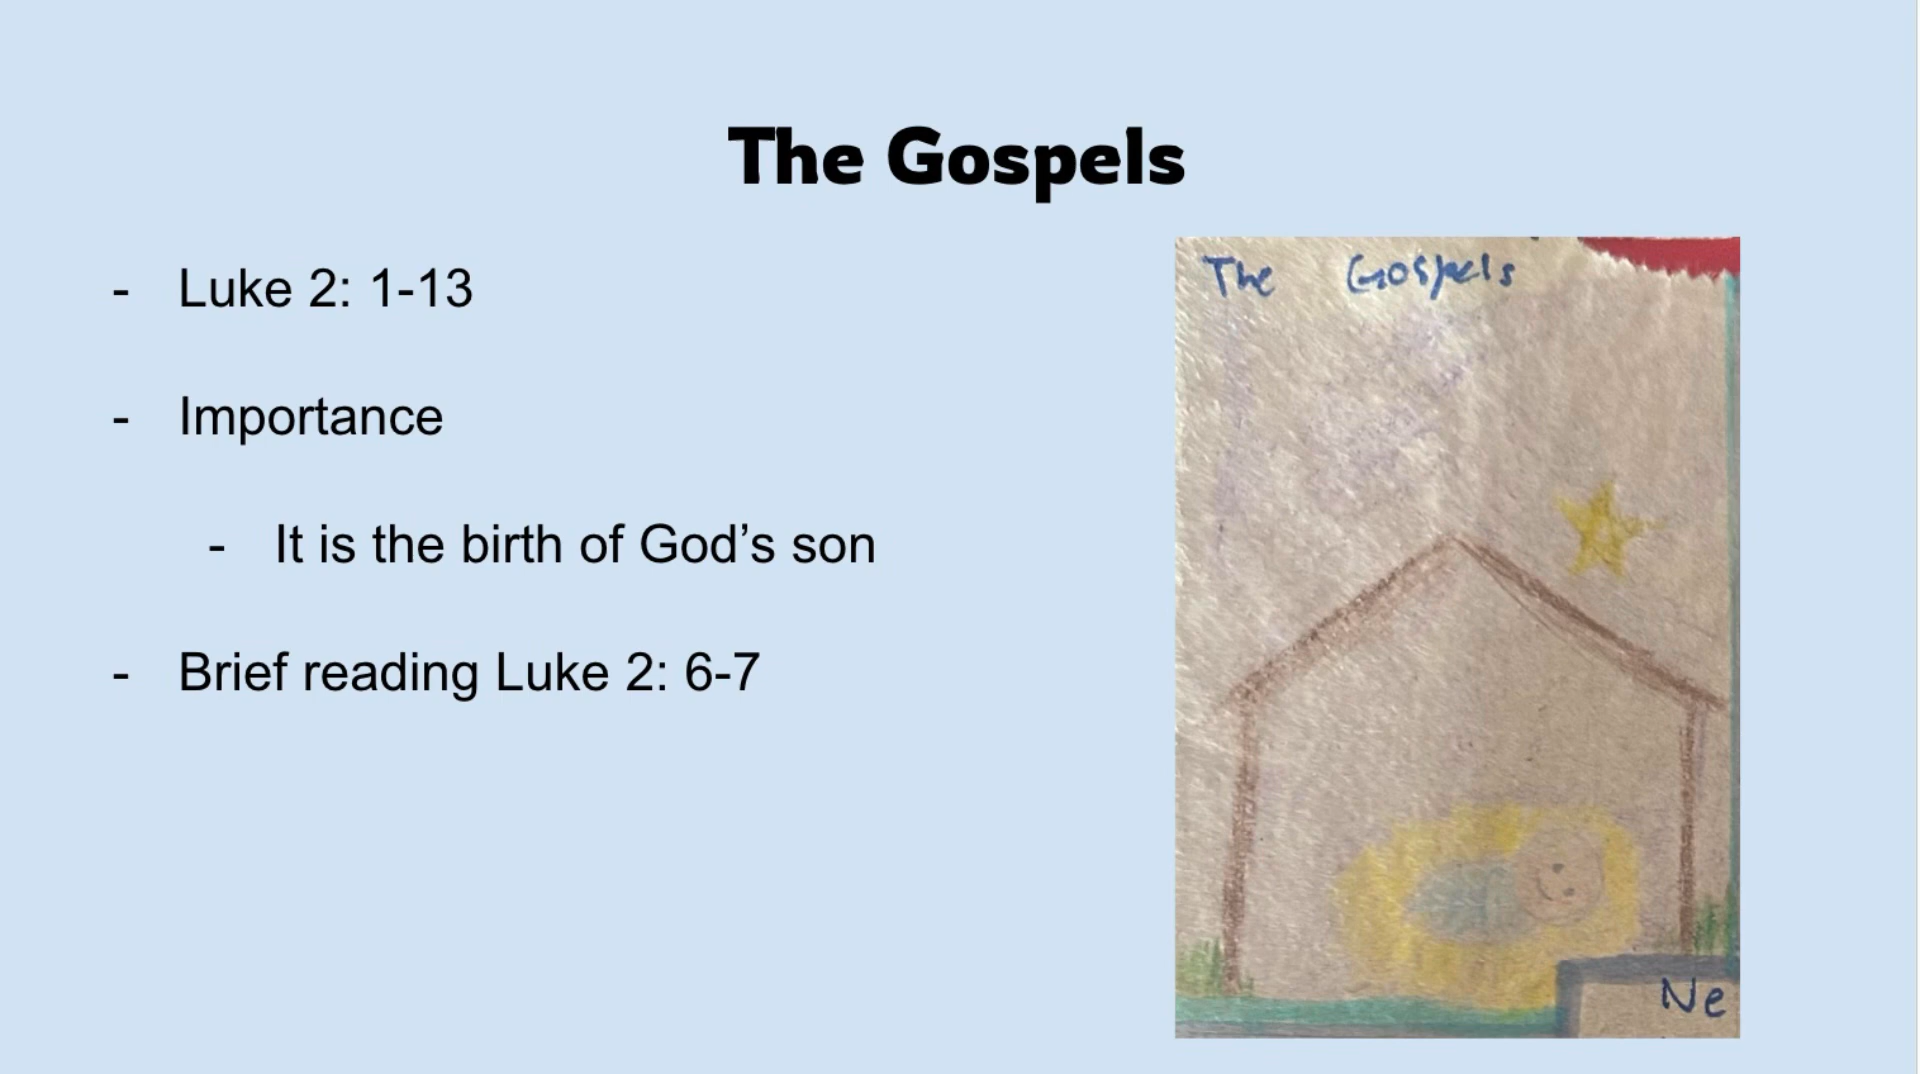 The Gospels
- Luke 2: 1-13
- Importance
- It is the birth of God’s son
- Brief reading Luke 2: 6-7
The Gospels
Ne